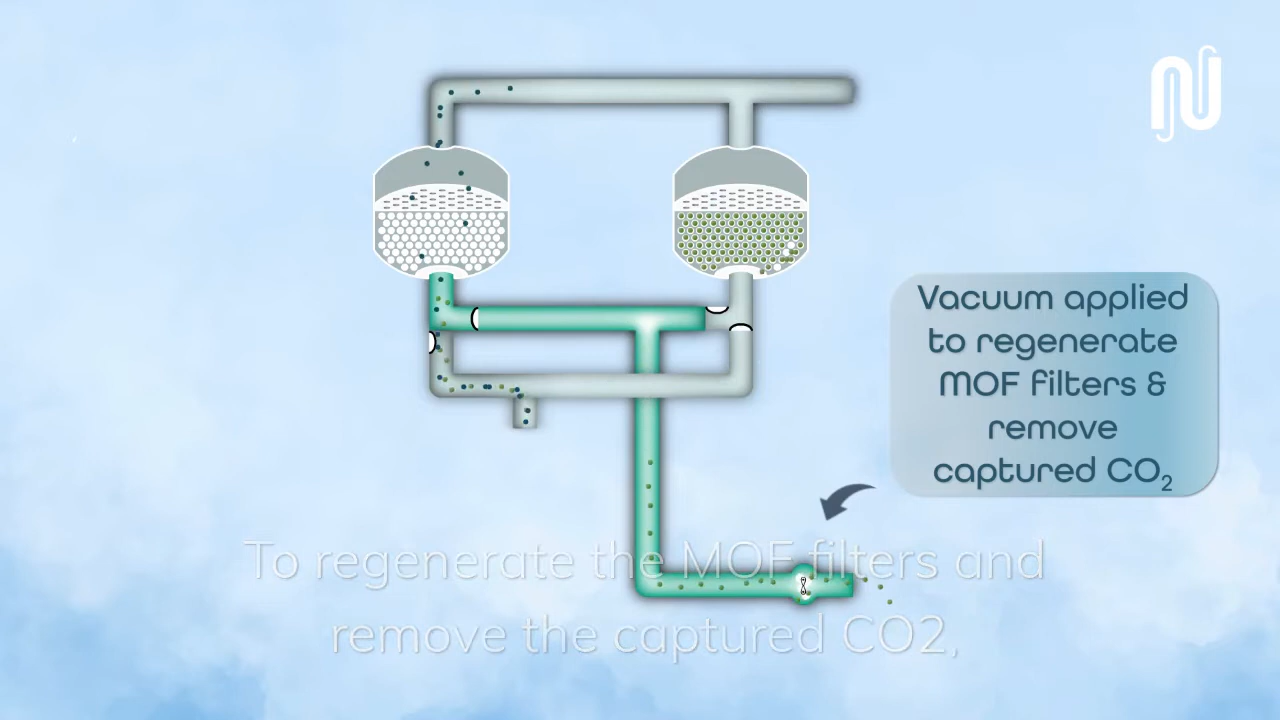 Vacuum applied
to regenerate
MOF filters &
remove
captured CO₂
To regenerate the MOF filters and
remove the captured CO2,